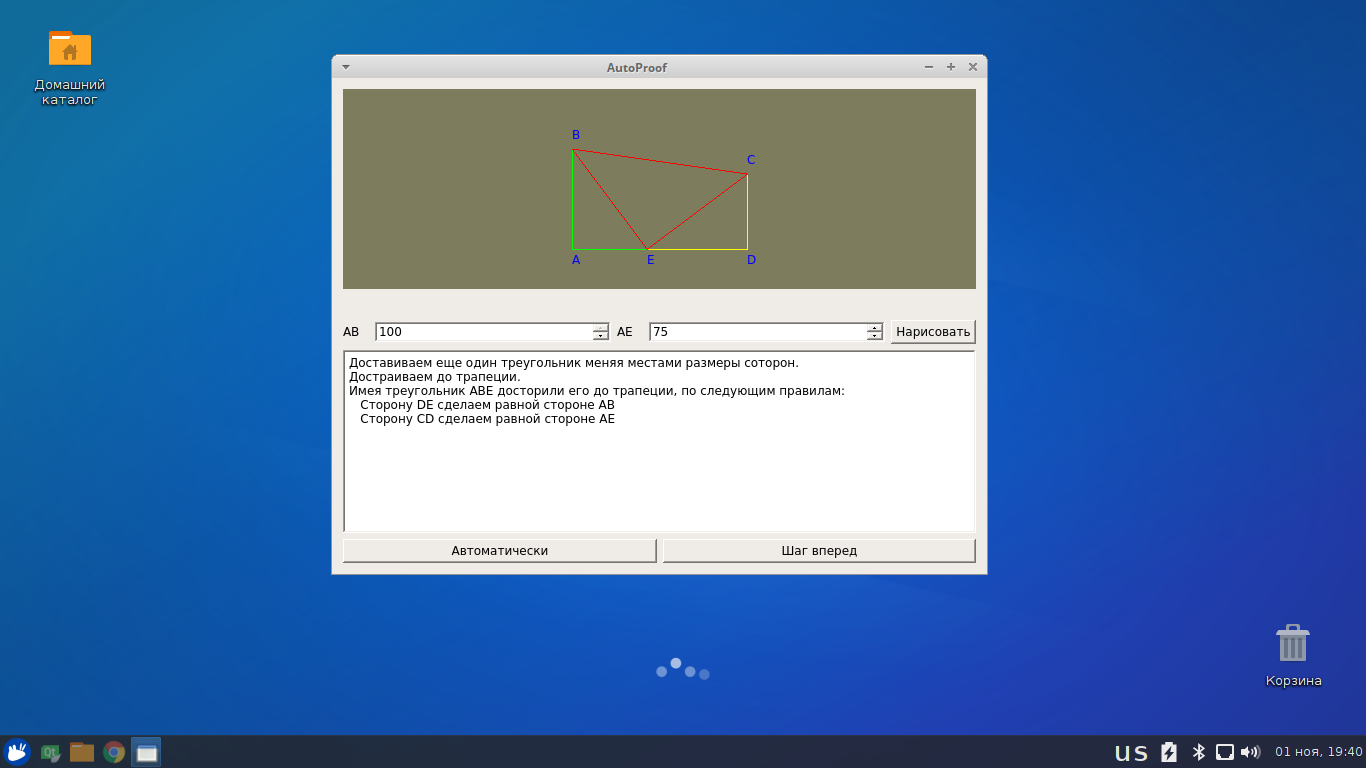 Домашний
каталог
AutoProof
B
C
A
E
D
AB
100
AE
75
Нарисовать
Доставиваем еще один треугольник меняя местами размеры соторон.
Достраиваем до трапеции.
Имея треугольник ABE досторили его до трапеции, по следующим правилам:
Сторону DE сделаем равной стороне AB
Сторону CD сделаем равной стороне AE
Автоматически
Шаг вперед
Корзина
Qt
us
01 ноя, 19:40